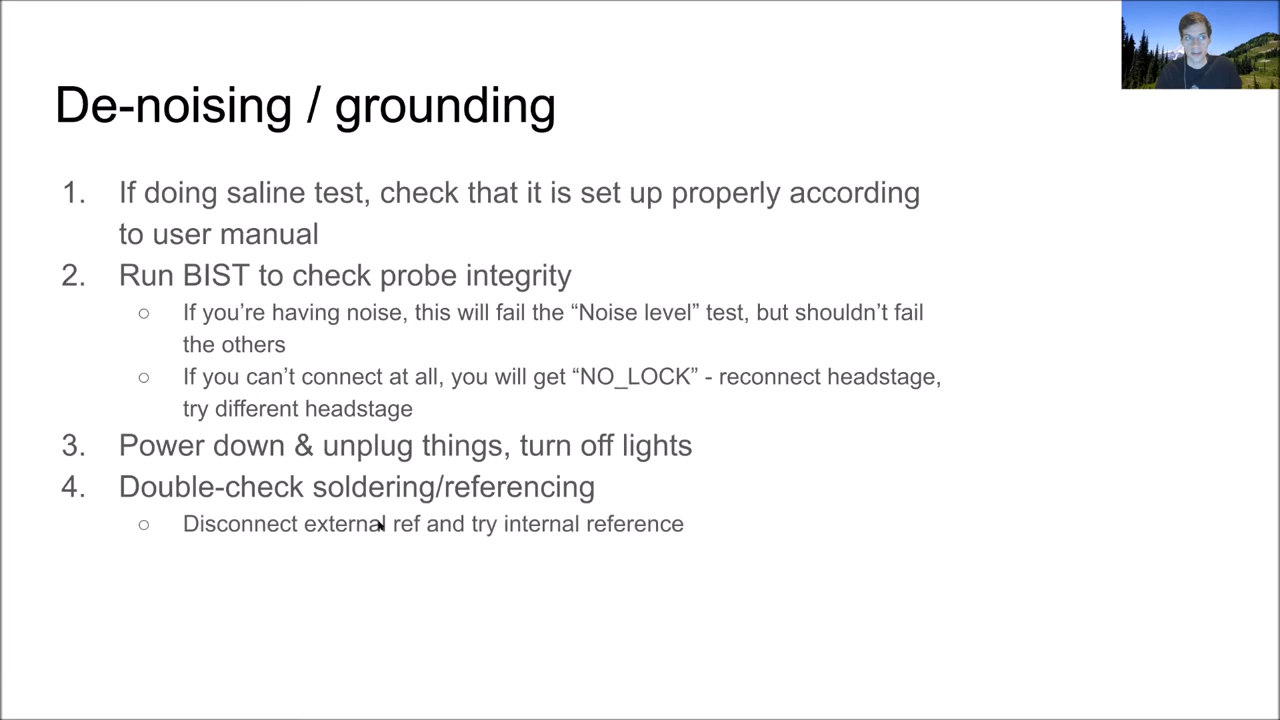 De-noising / grounding
1. If doing saline test, check that it is set up properly according
to user manual
2. Run BIST to check probe integrity
○ If you’re having noise, this will fail the “Noise level” test, but shouldn’t fail
the others
○ If you can’t connect at all, you will get “NO_LOCK” - reconnect headstage,
try different headstage
3. Power down & unplug things, turn off lights
4. Double-check soldering/referencing
○ Disconnect external ref and try internal reference